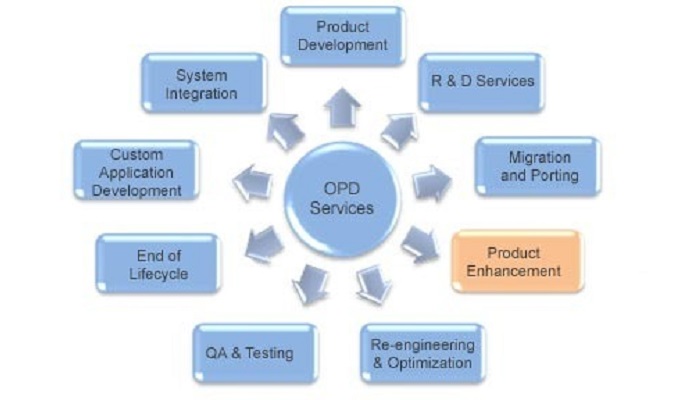 Product
Development
System
Integration
R & D Services
Custom
Application
Development
OPD
Services
Migration
and Porting
End of
Lifecycle
Product
Enhancement
QA & Testing
Re-engineering
& Optimization